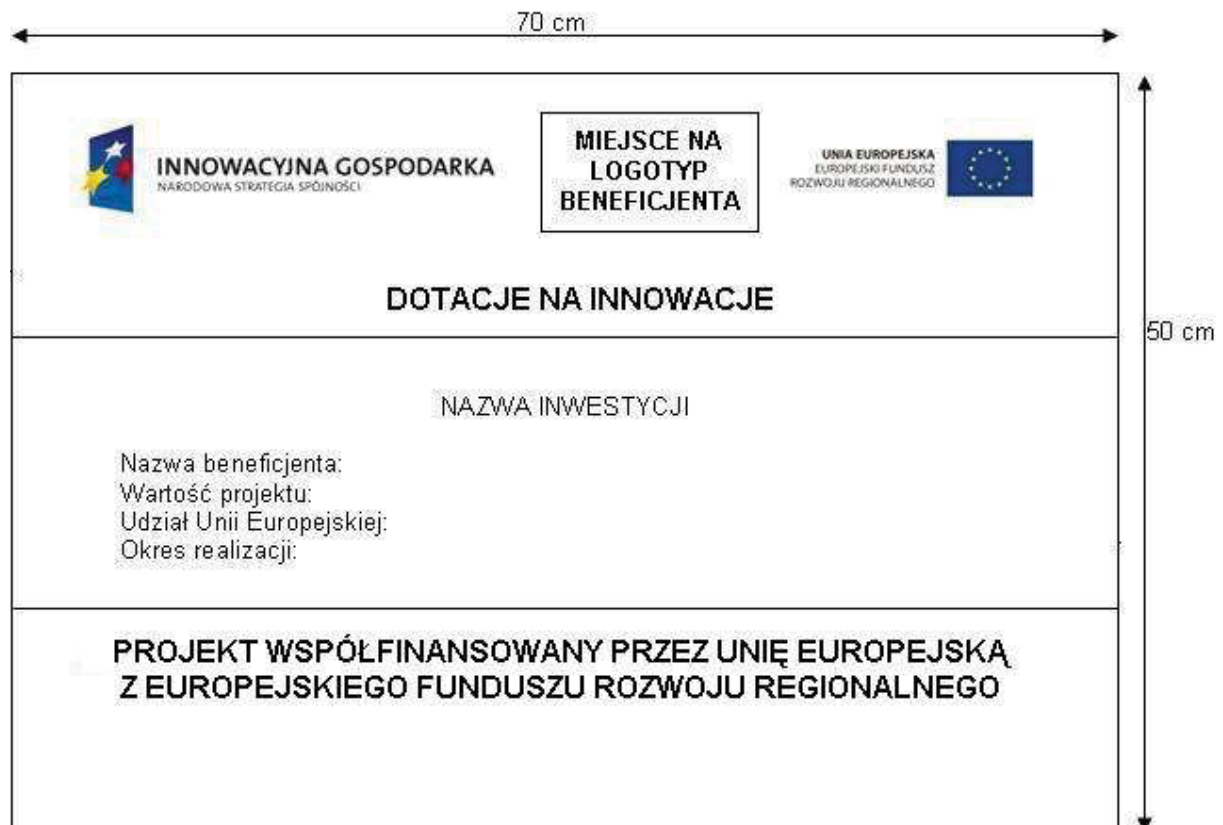 70 cm
INNOWACYJNA GOSPODARKA
NARODOWA STRATEGIA SPÓJNOŚCI
MIEJSCE NA
LOGOTYP
BENEFICJENTA
UNIA EUROPEJSKA
EUROPEJSKI FUNDUSZ
ROZWOJU REGIONALNEGO
DOTACJE NA INNOWACJE
50 cm
NAZWA INWESTYCJI
Nazwa beneficjenta:
Wartość projektu:
Udział Unii Europejskiej:
Okres realizacji:
PROJEKT WSPÓŁFINANSOWANY PRZEZ UNIĘ EUROPEJSKĄ
Z EUROPEJSKIEGO FUNDUSZU ROZWOJU REGIONALNEGO